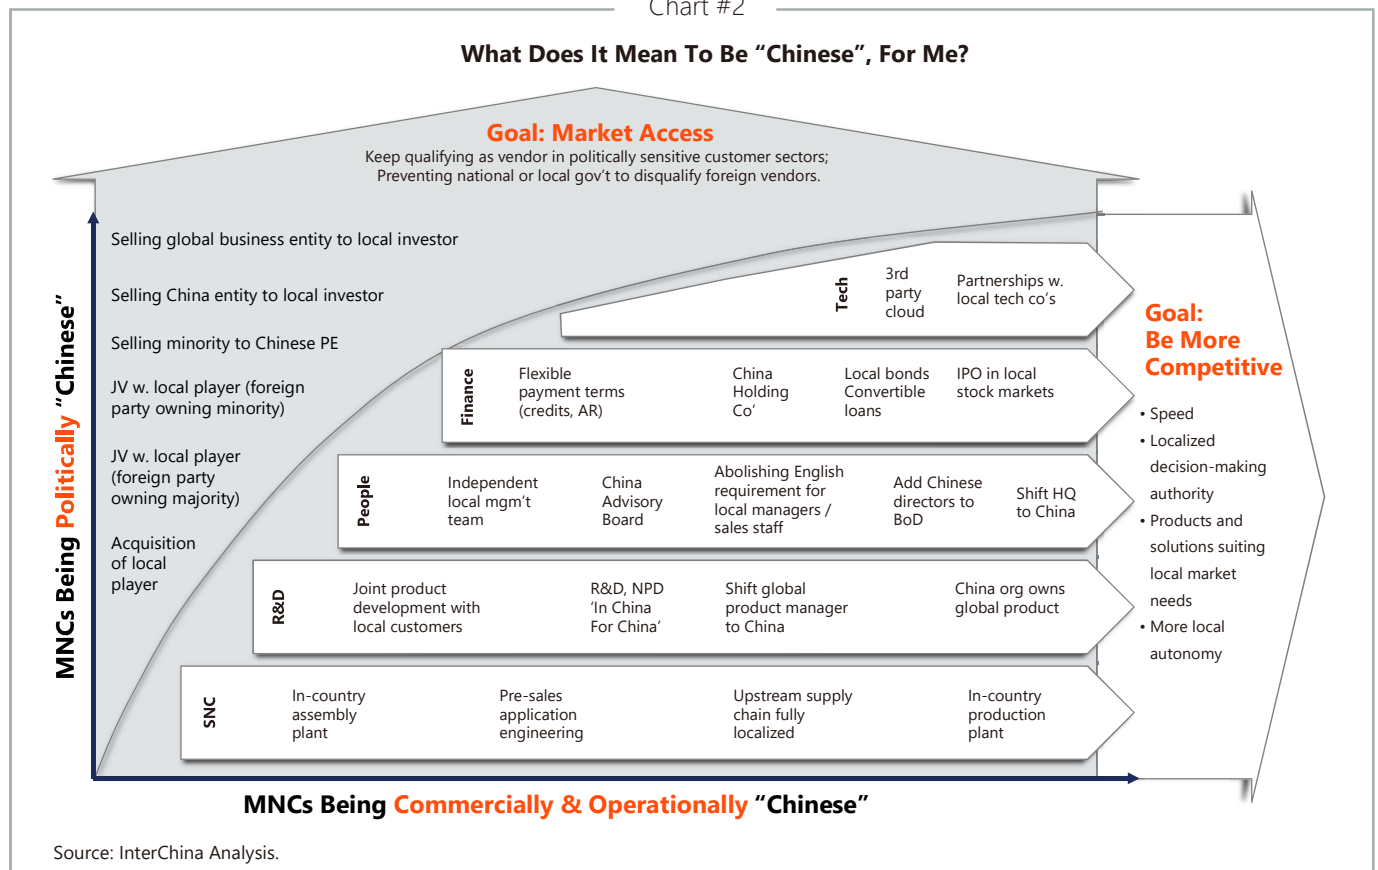 Chart #2
What Does It Mean To Be “Chinese”, For Me?
Goal: Market Access
Keep qualifying as vendor in politically sensitive customer sectors;
Preventing national or local gov’t to disqualify foreign vendors.
MNCs Being Politically “Chinese”
Selling global business entity to local investor
Selling China entity to local investor
Selling minority to Chinese PE
JV w. local player (foreign
party owning minority)
JV w. local player
(foreign party
owning majority)
Acquisition
of local
player
Tech
3rd
party
cloud
Partnerships w.
local tech co’s
Finance
Flexible
payment terms
(credits, AR)
China
Holding
Co’
Local bonds
Convertible
loans
IPO in local
stock markets
People
Independent
local mgm’t
team
China
Advisory
Board
Abolishing English
requirement for
local managers /
sales staff
Add Chinese
directors to
BoD
Shift HQ
to China
R&D
Joint product
development with
local customers
R&D, NPD
‘In China
For China’
Shift global
product manager
to China
China org owns
global product
SNC
In-country
assembly
plant
Pre-sales
application
engineering
Upstream supply
chain fully
localized
In-country
production
plant
Goal:
Be More
Competitive
• Speed
• Localized
decision-making
authority
• Products and
solutions suiting
local market
needs
• More local
autonomy
MNCs Being Commercially & Operationally “Chinese”
Source: InterChina Analysis.